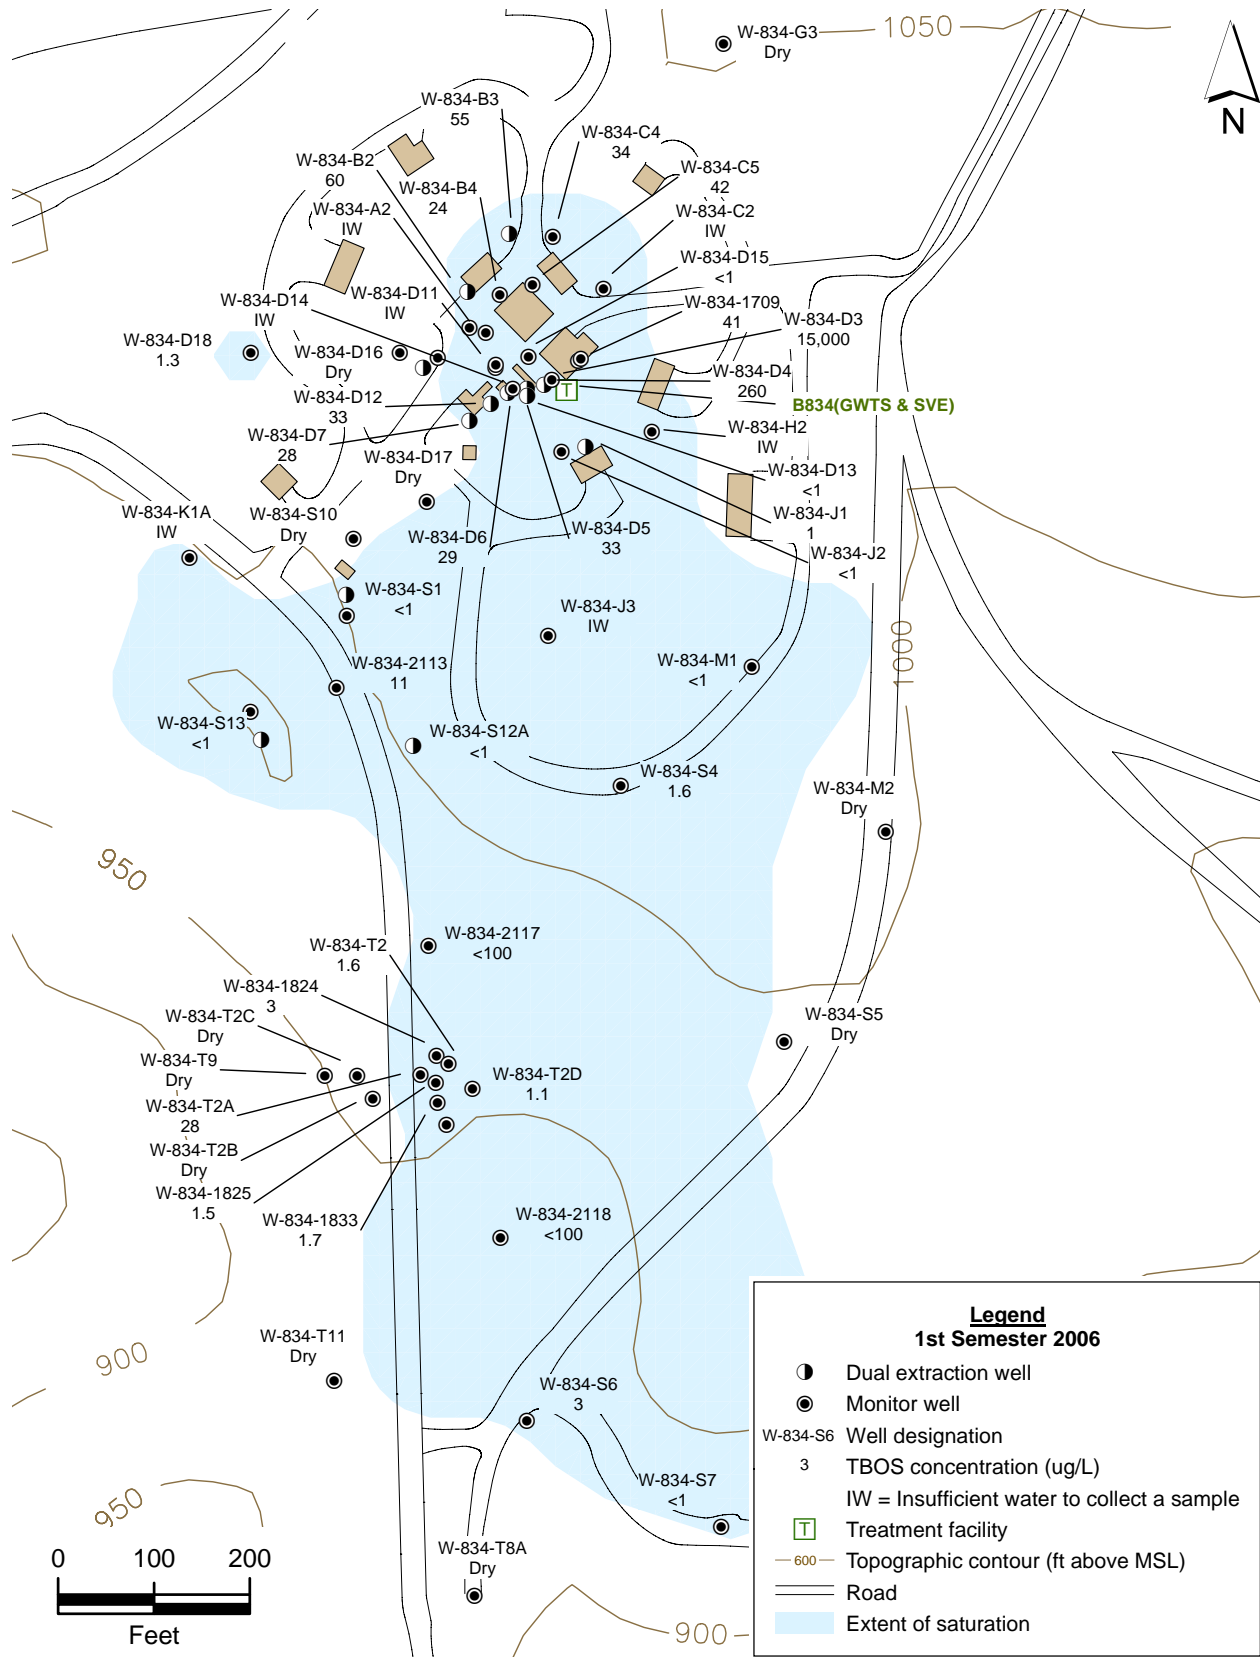 1050
W-834-G3
Dry
N
W-834-B3
55
W-834-C4
34
W-834-B2
60
W-834-B4
24
W-834-C5
42
W-834-A2
IW
W-834-C2
IW
W-834-D15
<1
W-834-D14
IW
W-834-D11
IW
W-834-1709
41
W-834-D3
15,000
W-834-D18
1.3
W-834-D16
Dry
W-834-D4
260
T
B834(GWTS & SVE)
W-834-D12
33
W-834-H2
IW
W-834-D7
28
W-834-D17
Dry
W-834-D13
<1
W-834-K1A
IW
W-834-S10
Dry
W-834-J1
1
W-834-D6
29
W-834-D5
33
W-834-J2
<1
W-834-S1
<1
W-834-J3
IW
1000
W-834-2113
11
W-834-M1
<1
W-834-S13
<1
W-834-S12A
<1
W-834-S4
1.6
W-834-M2
Dry
950
W-834-T2
1.6
W-834-2117
<100
W-834-1824
3
W-834-T2C
Dry
W-834-S5
Dry
W-834-T9
Dry
W-834-T2D
1.1
W-834-T2A
28
W-834-T2B
Dry
W-834-1825
1.5
W-834-1833
1.7
W-834-2118
<100
W-834-T11
Dry
900
W-834-S6
3
W-834-S7
<1
950
W-834-T8A
Dry
900
0 100 200
Feet
Legend
1st Semester 2006
Dual extraction well
Monitor well
W-834-S6 Well designation
3 TBOS concentration (ug/L)
IW = Insufficient water to collect a sample
T Treatment facility
600 Topographic contour (ft above MSL)
Road
Extent of saturation